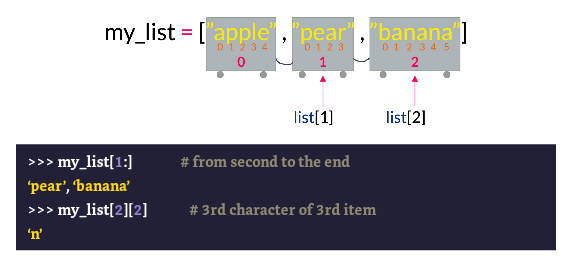 my_list = ["apple", "pear", "banana"]
0 1 2 3 4 0 1 2 3 0 1 2 3 4 5
0 1 2
list[1] list[2]
>>> my_list[1:] # from second to the end
‘pear’, ‘banana’
>>> my_list[2][2] # 3rd character of 3rd item
‘n’